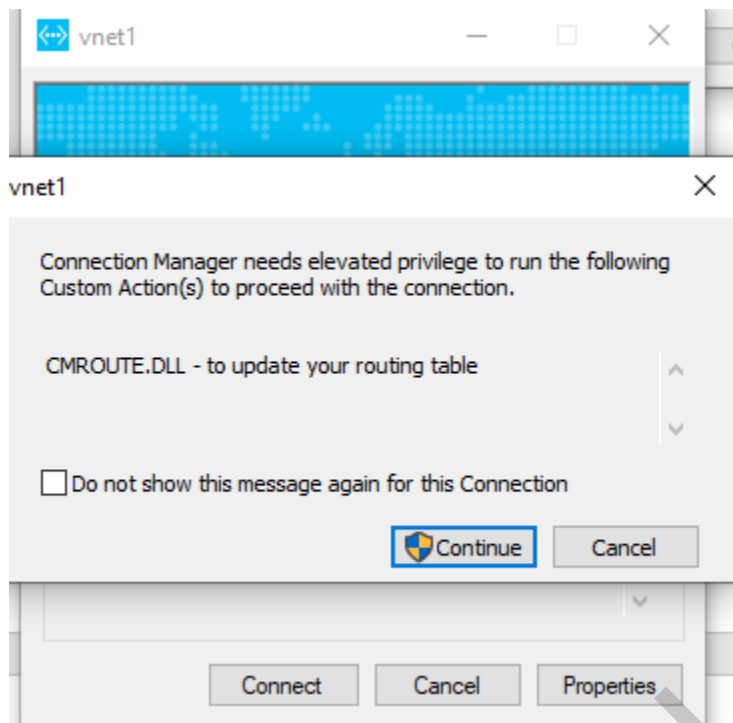 vnet1
vnet1
Connection Manager needs elevated privilege to run the following
Custom Action(s) to proceed with the connection.
CMROUTE.DLL - to update your routing table
Do not show this message again for this Connection
Continue Cancel
Connect Cancel Properties